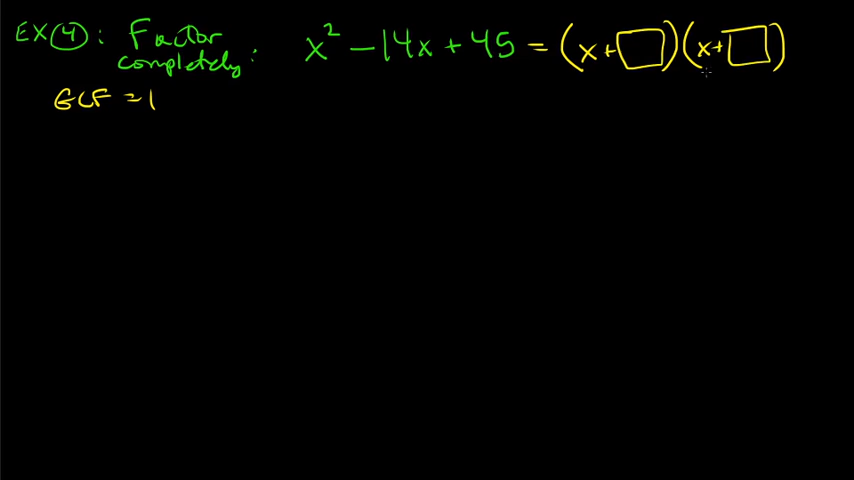 EX(4): Factor completely: x² - 14x + 45 = (x+□)(x+□)
GCF = 1